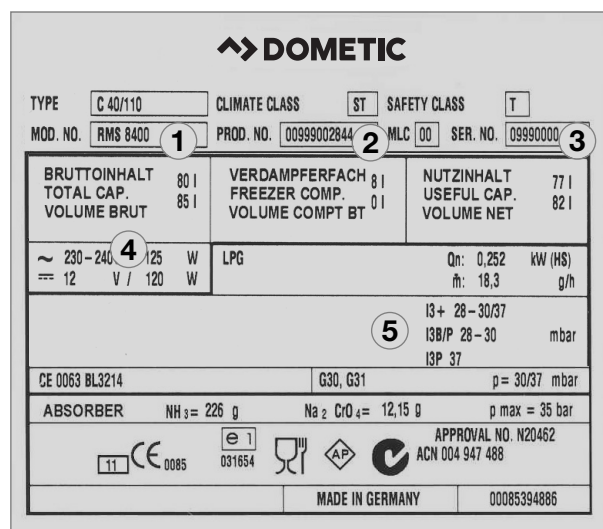 DOMETIC
TYPE C 40/110 CLIMATE CLASS ST SAFETY CLASS T
MOD. NO. RMS 8400 1 PROD. NO. 00999002844 2 MLC 00 SER. NO. 09990000 3
BRUTTOINHALT 80 l
TOTAL CAP. 85 l
VOLUME BRUT
VERDAMPFERFACH 8 l
FREEZER COMP. 0 l
VOLUME COMPT BT
NUTZINHALT 77 l
USEFUL CAP. 82 l
VOLUME NET
4
~ 230-240 125 W
12 V / 120 W
LPG Qn: 0,252 kW (HS)
ṁ: 18,3 g/h
5
I3+ 28-30/37
I3B/P 28-30 mbar
I3P 37
CE 0063 BL3214 G30, G31 p= 30/37 mbar
ABSORBER NH3= 226 g Na2 CrO4= 12,15 g p max = 35 bar
11 CE 0085
e1
031654
AP
APPROVAL NO. N20462
ACN 004 947 488
MADE IN GERMANY 00085394886